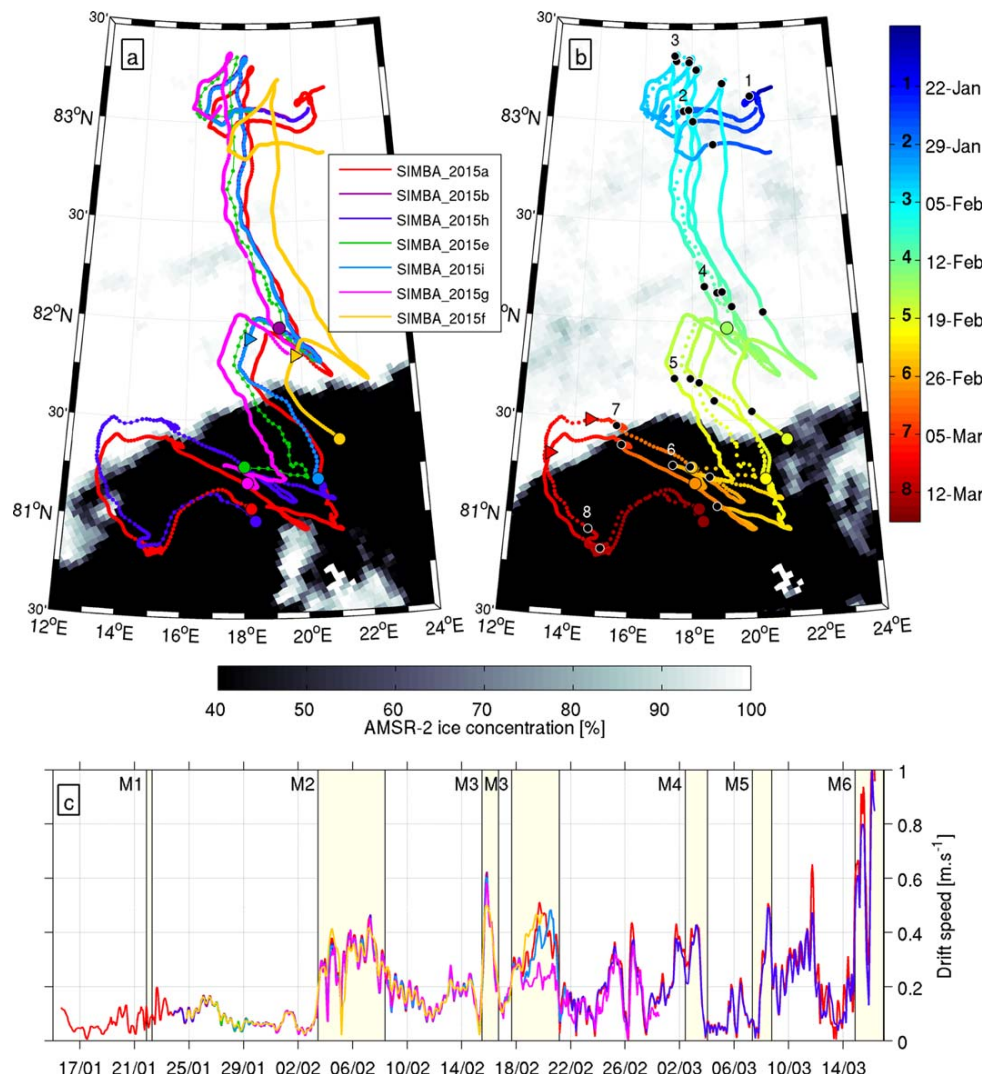 30'
30'
a
b
3
1
2
1
22-Jan
83°N
83°N
2
29-Jan
SIMBA_2015a
SIMBA_2015b
SIMBA_2015h
SIMBA_2015e
SIMBA_2015i
SIMBA_2015g
SIMBA_2015f
3
05-Feb
30'
30'
4
4
12-Feb
82°N
82°N
5
19-Feb
5
6
26-Feb
30'
30'
7
7
05-Mar
6
8
8
12-Mar
81°N
81°N
30'
30'
12°E 14°E 16°E 18°E 20°E 22°E 24°E
12°E 14°E 16°E 18°E 20°E 22°E 24°E
40 50 60 70 80 90 100
AMSR-2 ice concentration [%]
c
M1 M2 M3 M3 M4 M5 M6
1
0.8
0.6
0.4
0.2
0
Drift speed [m.s⁻¹]
17/01 21/01 25/01 29/01 02/02 06/02 10/02 14/02 18/02 22/02 26/02 02/03 06/03 10/03 14/03